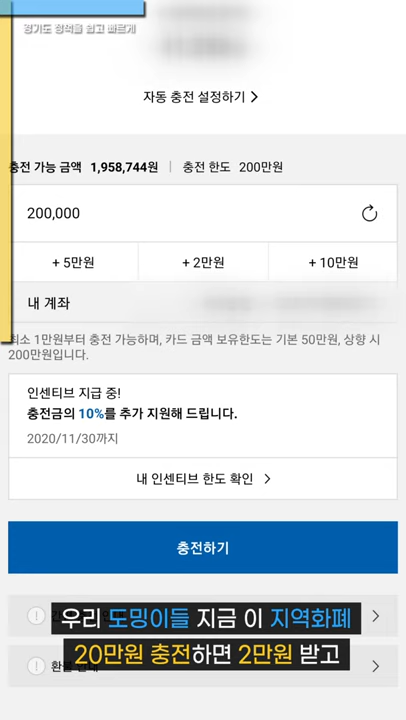 경기도 정책을 쉽고 빠르게
자동 충전 설정하기 >
충전 가능 금액 1,958,744원 | 충전 한도 200만원
200,000
+ 5만원 + 2만원 + 10만원
내 계좌
최소 1만원부터 충전 가능하며, 카드 금액 보유한도는 기본 50만원, 상향 시
200만원입니다.
인센티브 지급 중!
충전금의 10%를 추가 지원해 드립니다.
2020/11/30까지
내 인센티브 한도 확인 >
충전하기
우리 도밍이들 지금 이 지역화폐
20만원 충전하면 2만원 받고